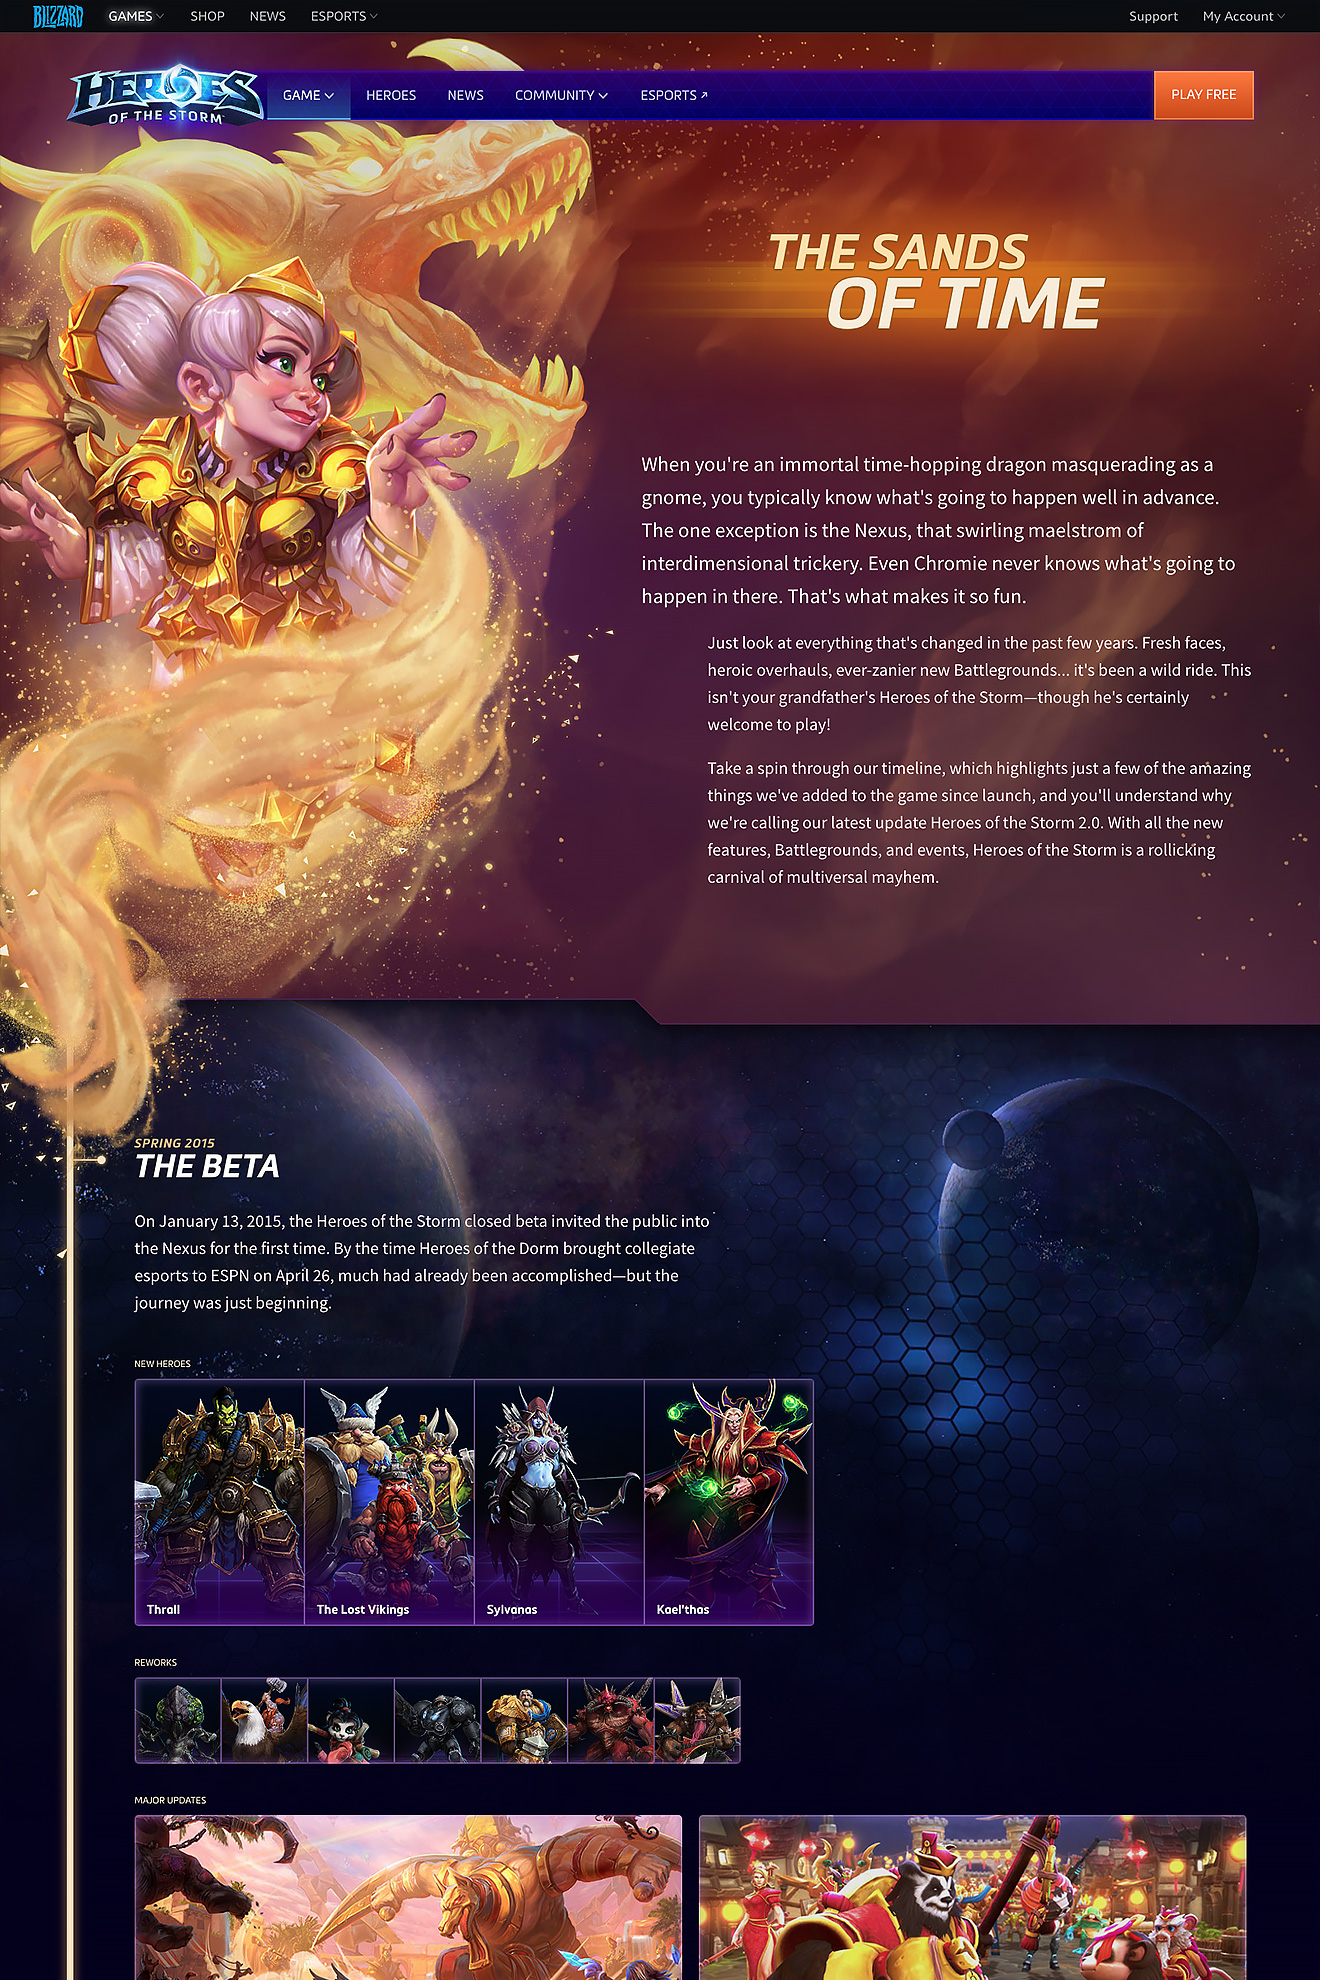 BLIZZARD
GAMES
SHOP
NEWS
ESPORTS
Support
My Account
HEROES
OF THE STORM
GAME
HEROES
NEWS
COMMUNITY
ESPORTS
PLAY FREE
THE SANDS
OF TIME
When you're an immortal time-hopping dragon masquerading as a
gnome, you typically know what's going to happen well in advance.
The one exception is the Nexus, that swirling maelstrom of
interdimensional trickery. Even Chromie never knows what's going to
happen in there. That's what makes it so fun.
Just look at everything that's changed in the past few years. Fresh faces,
heroic overhauls, ever-zanier new Battlegrounds... it's been a wild ride. This
isn't your grandfather's Heroes of the Storm—though he's certainly
welcome to play!
Take a spin through our timeline, which highlights just a few of the amazing
things we've added to the game since launch, and you'll understand why
we're calling our latest update Heroes of the Storm 2.0. With all the new
features, Battlegrounds, and events, Heroes of the Storm is a rollicking
carnival of multiversal mayhem.
SPRING 2015
THE BETA
On January 13, 2015, the Heroes of the Storm closed beta invited the public into
the Nexus for the first time. By the time Heroes of the Dorm brought collegiate
esports to ESPN on April 26, much had already been accomplished—but the
journey was just beginning.
NEW HEROES
Thrall
The Lost Vikings
Sylvanas
Kael'thas
REWORKS
MAJOR UPDATES